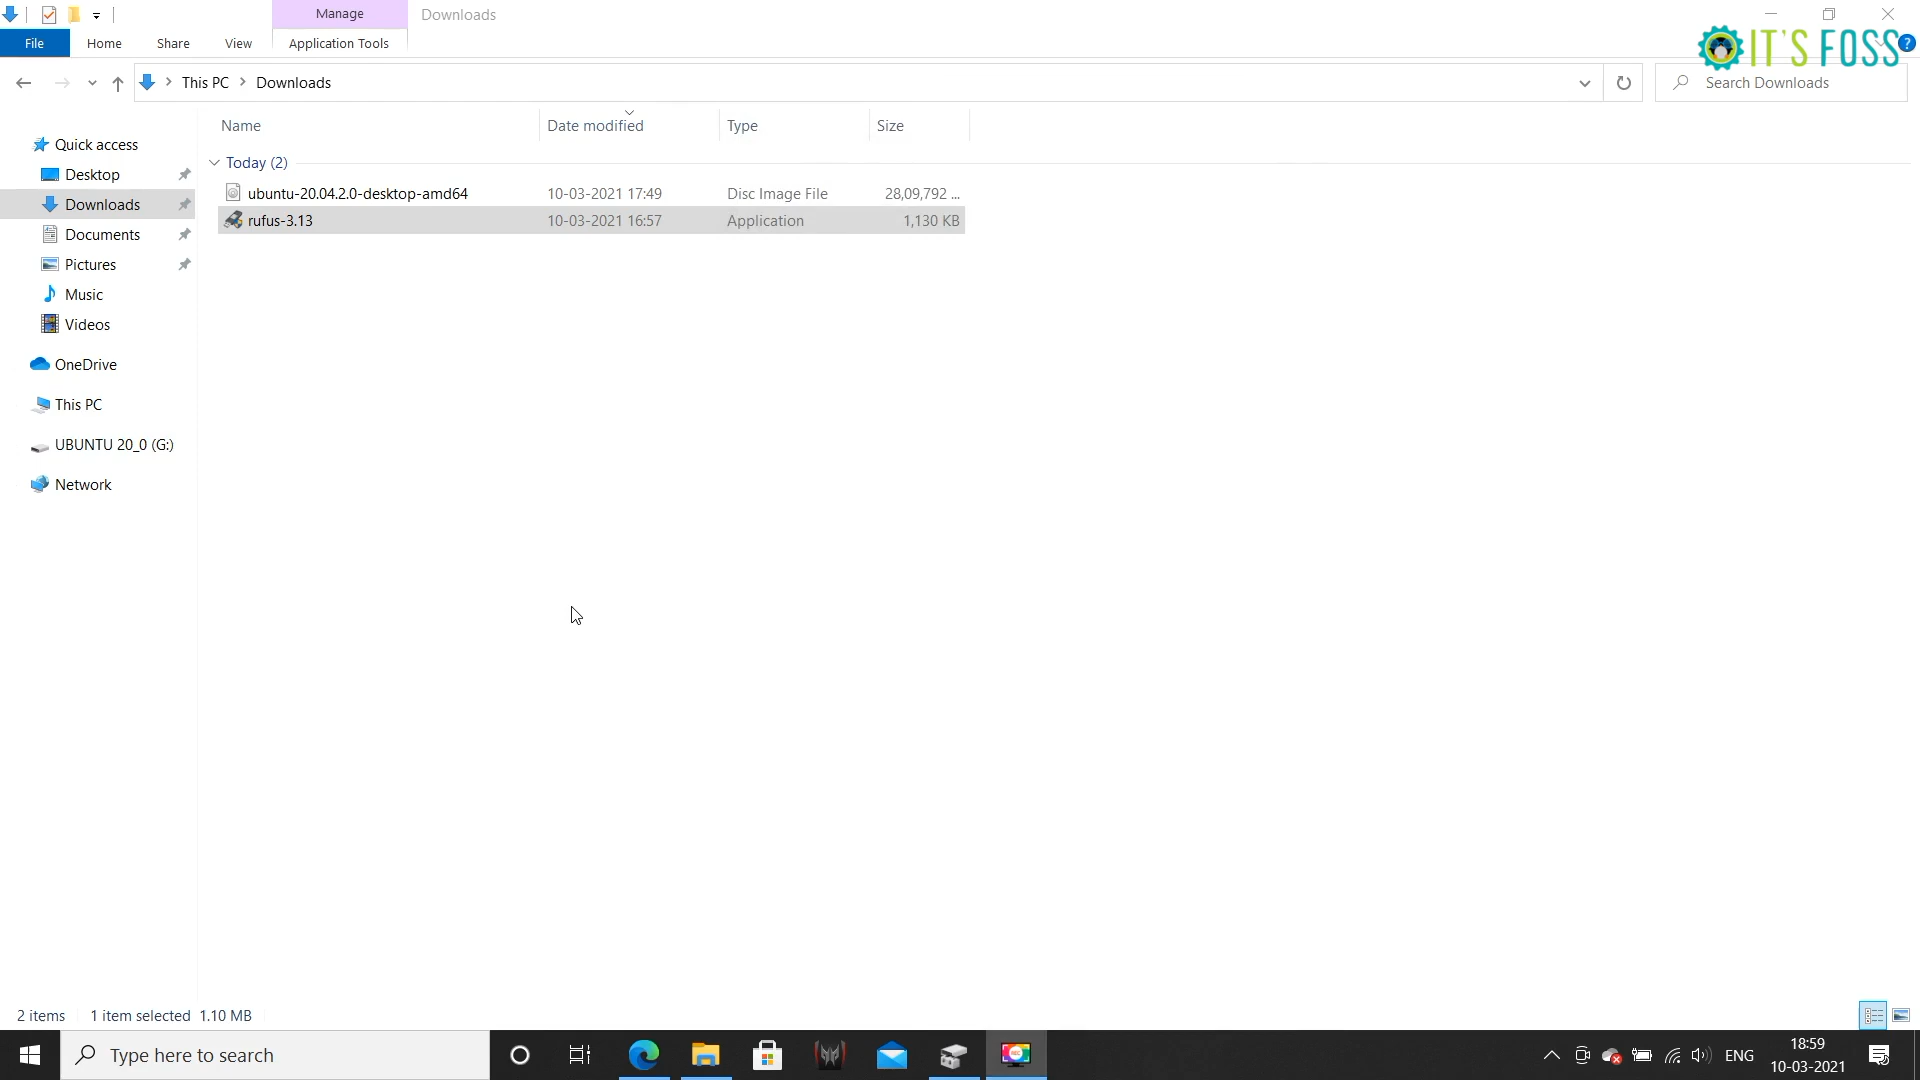 Manage
Downloads
File
Home
Share
View
Application Tools
IT'S FOSS
?
This PC
Downloads
Search Downloads
Name
Date modified
Type
Size
Quick access
Desktop
Downloads
Documents
Pictures
Music
Videos
OneDrive
This PC
UBUNTU 20_0 (G:)
Network
Today (2)
ubuntu-20.04.2.0-desktop-amd64 10-03-2021 17:49 Disc Image File 28,09,792 ...
rufus-3.13 10-03-2021 16:57 Application 1,130 KB
2 items 1 item selected 1.10 MB
Type here to search
REC
ENG
18:59
10-03-2021